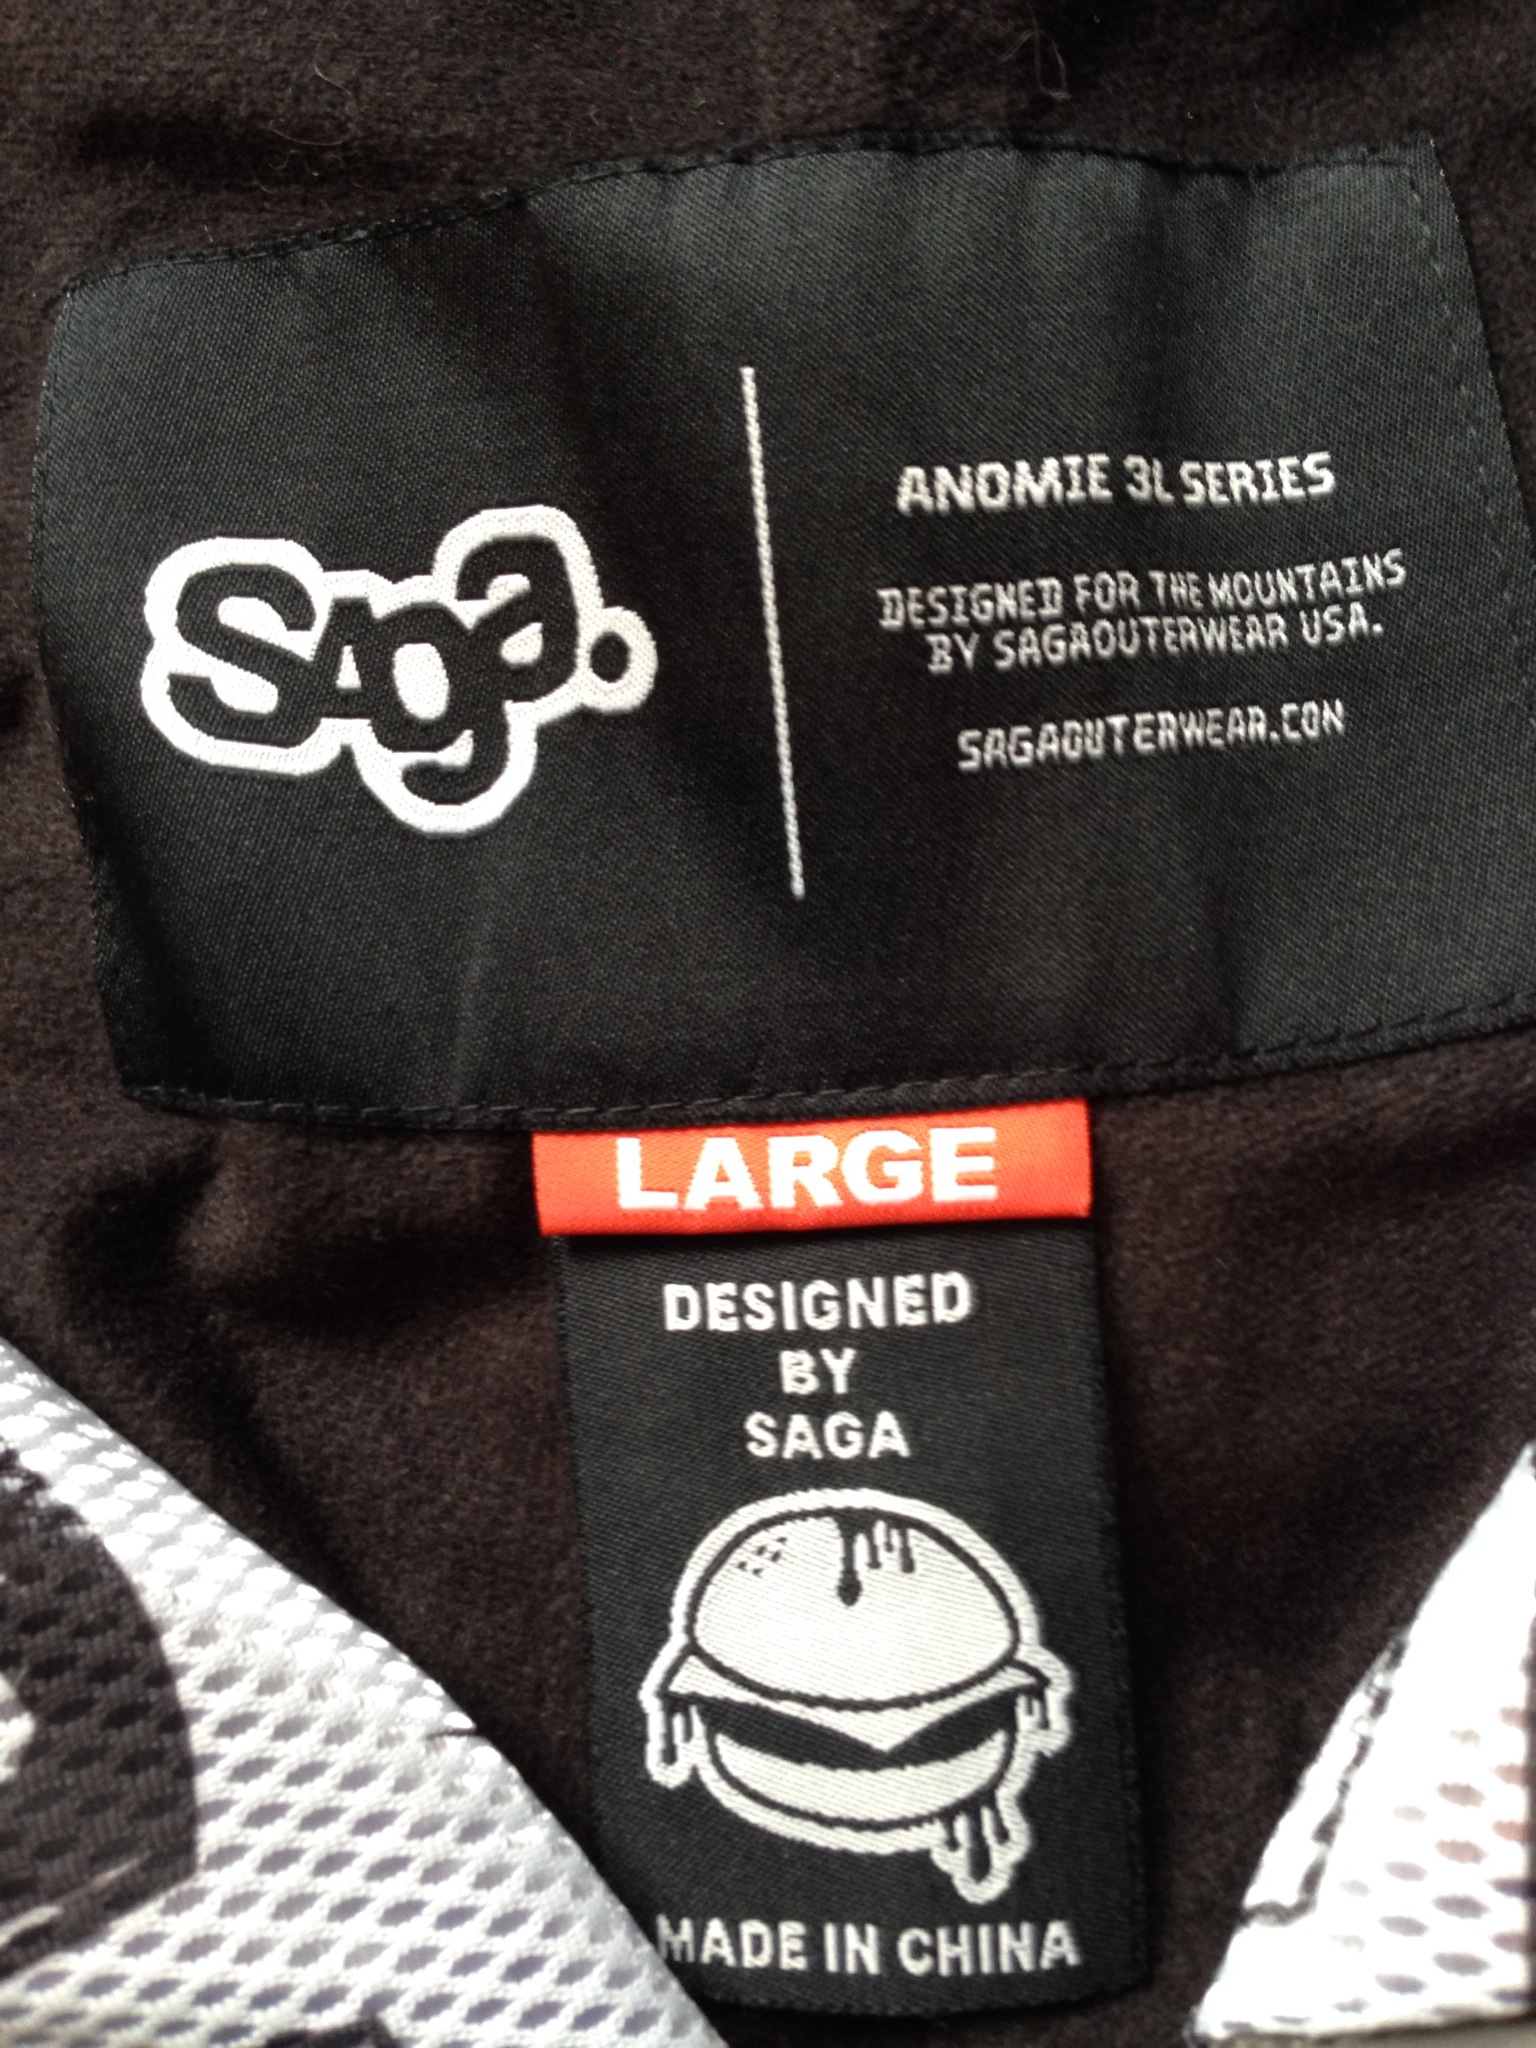 Saga.
ANOMIE 3L SERIES
DESIGNED FOR THE MOUNTAINS
BY SAGAOUTERWEAR USA.
SAGAOUTERWEAR.CON
LARGE
DESIGNED
BY
SAGA
MADE IN CHINA